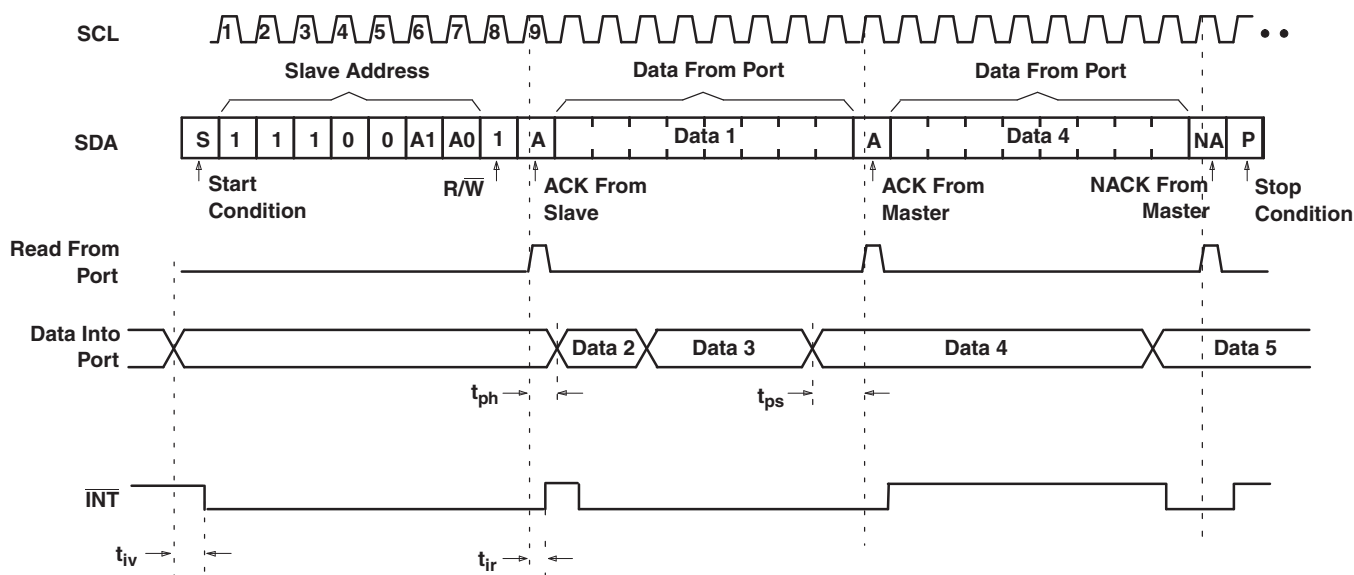 SCL
1 2 3 4 5 6 7 8 9
Slave Address
Data From Port
Data From Port
SDA
S 1 1 1 0 0 A1 A0 1 A Data 1 A Data 4 NA P
Start
Condition
R/W
ACK From
Slave
ACK From
Master
NACK From
Master
Stop
Condition
Read From
Port
Data Into
Port
Data 2 Data 3 Data 4 Data 5
tph
tps
INT
tiv
tir